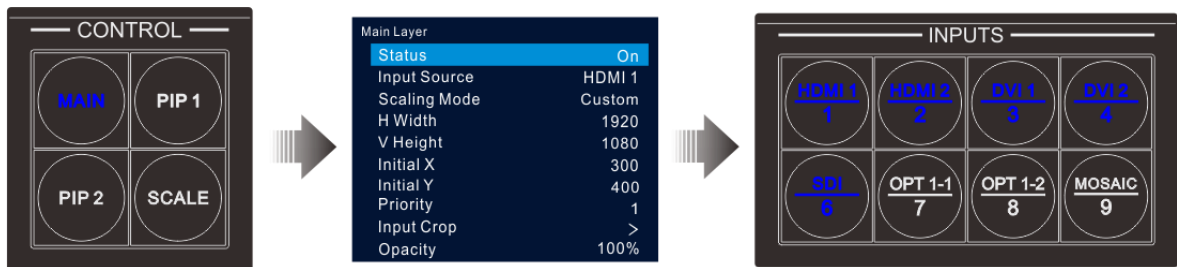 CONTROL
MAIN
PIP 1
PIP 2
SCALE
Main Layer
Status On
Input Source HDMI 1
Scaling Mode Custom
H Width 1920
V Height 1080
Initial X 300
Initial Y 400
Priority 1
Input Crop >
Opacity 100%
INPUTS
HDMI 1
1
HDMI 2
2
DVI 1
3
DVI 2
4
SDI
6
OPT 1-1
7
OPT 1-2
8
MOSAIC
9